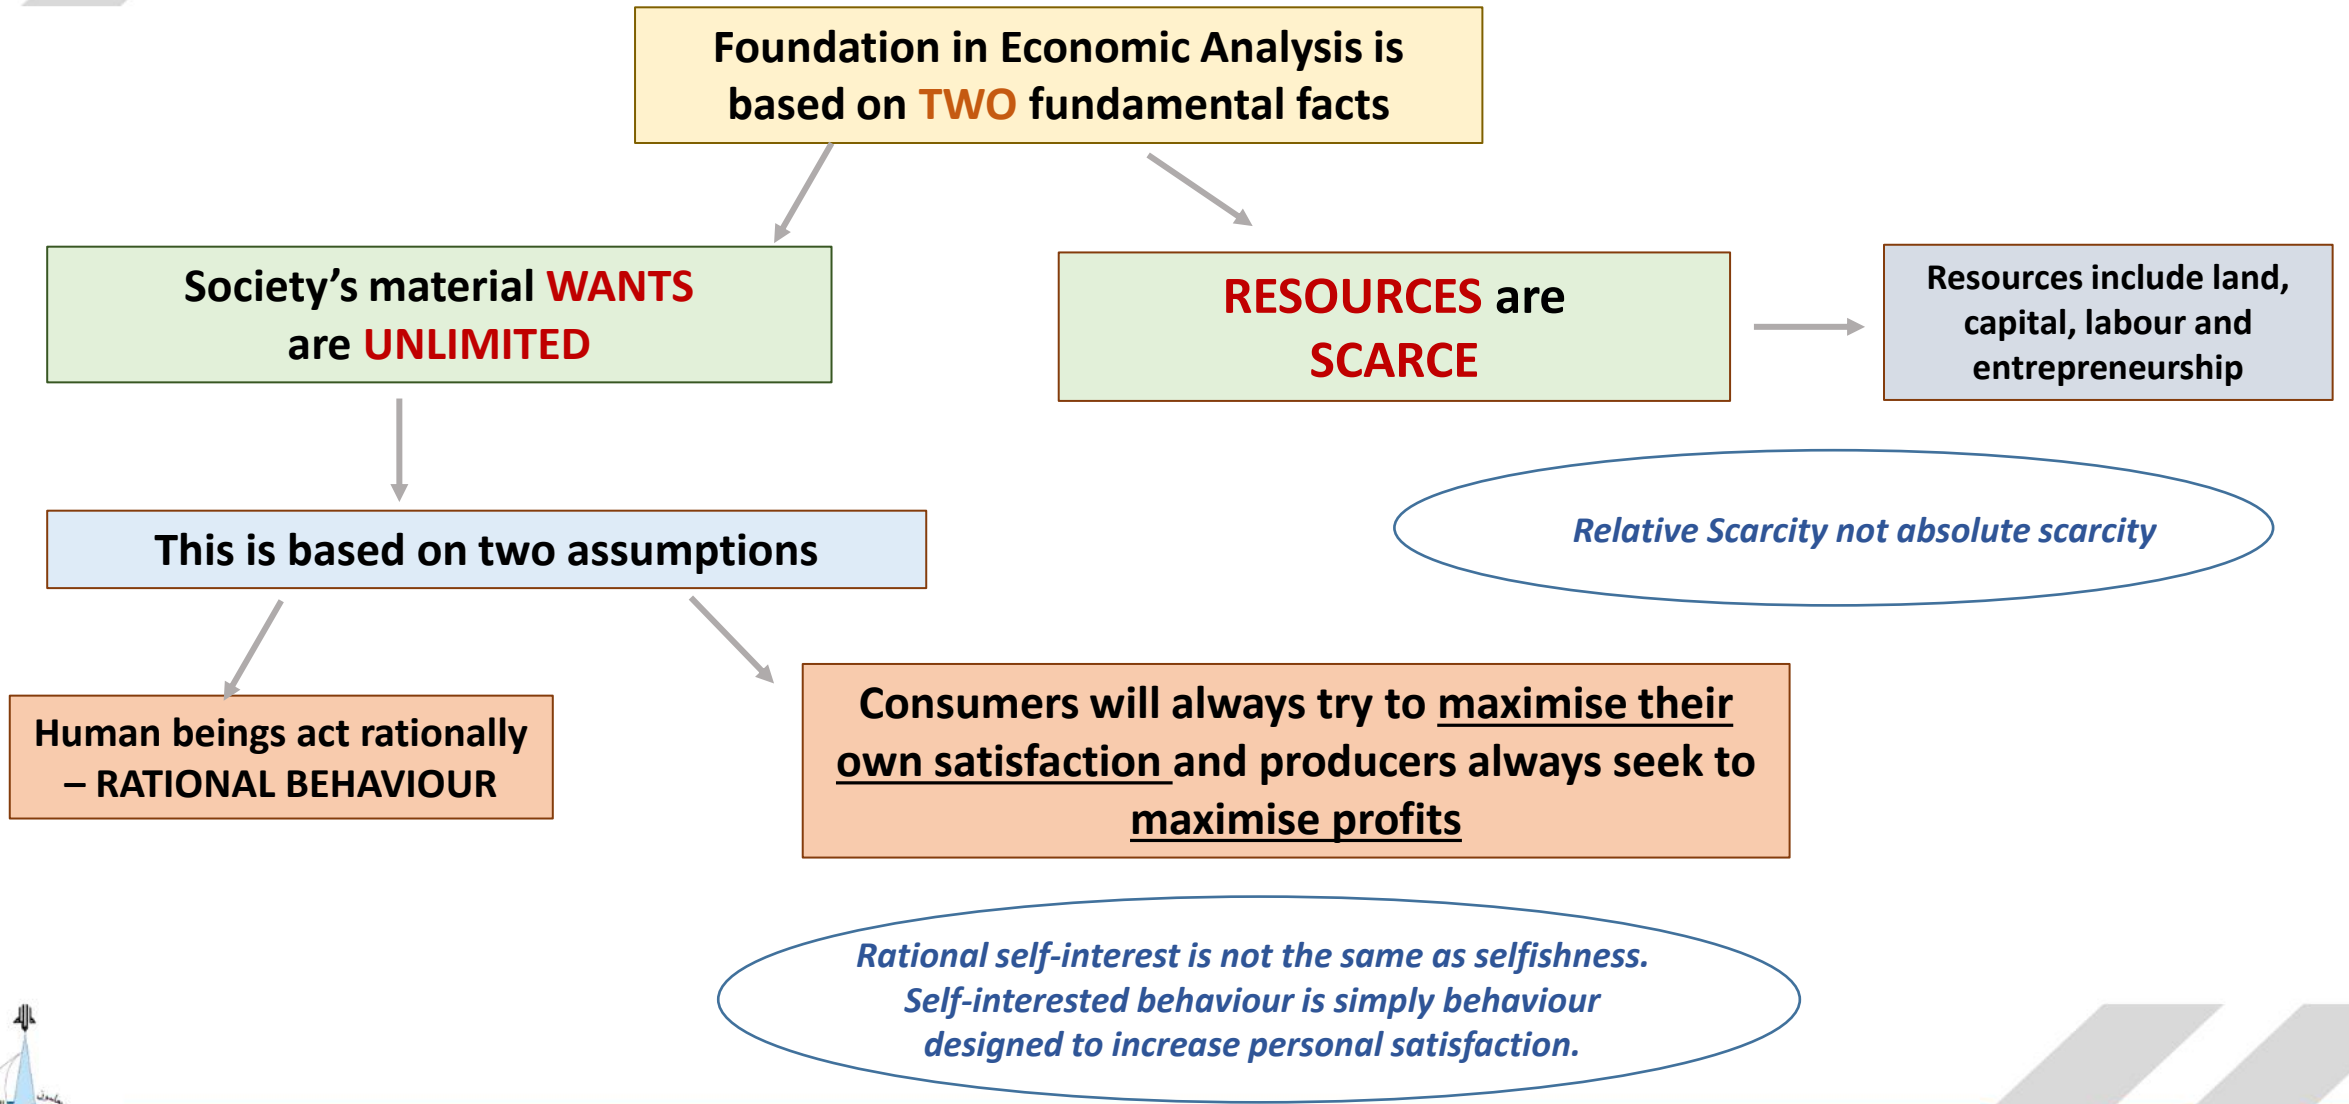 Foundation in Economic Analysis is
based on TWO fundamental facts
Society’s material WANTS
are UNLIMITED
RESOURCES are
SCARCE
Resources include land,
capital, labour and
entrepreneurship
Relative Scarcity not absolute scarcity
This is based on two assumptions
Human beings act rationally
– RATIONAL BEHAVIOUR
Consumers will always try to maximise their
own satisfaction and producers always seek to
maximise profits
Rational self-interest is not the same as selfishness.
Self-interested behaviour is simply behaviour
designed to increase personal satisfaction.